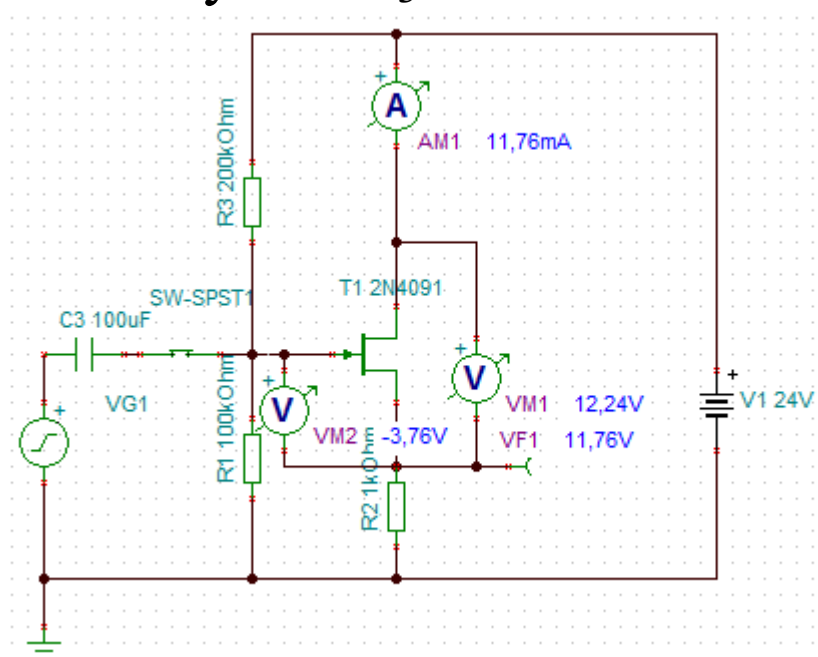 A
AM1 11,76mA
R3 200kOhm
T1 2N4091
SW-SPST1
C3 100uF
VG1
R1 100kOhm
V
VM2 -3,76V
V
VM1 12,24V
VF1 11,76V
R2 1kOhm
V1 24V